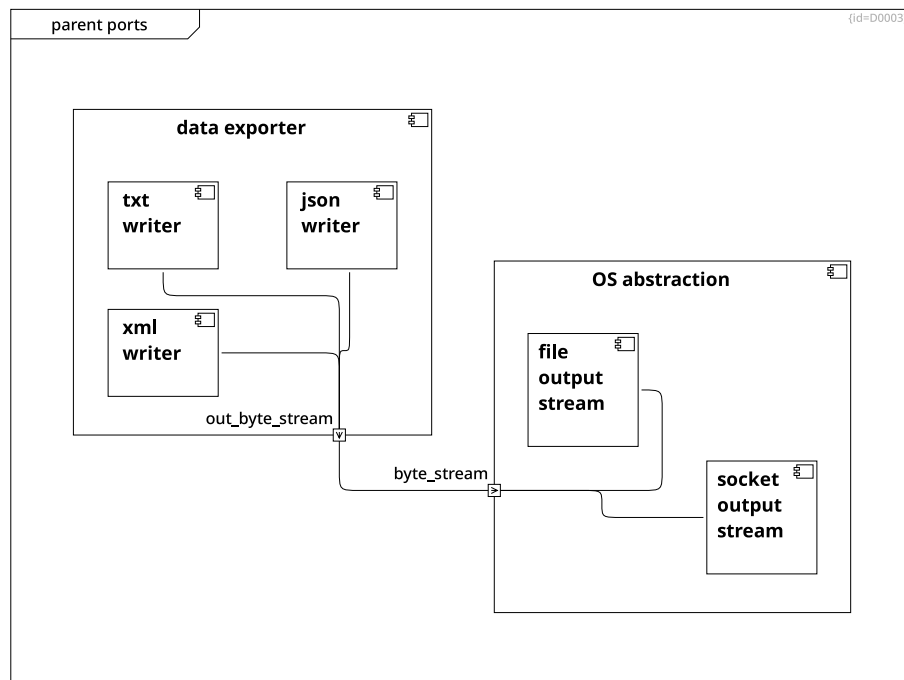 parent ports
{id=D0003
data exporter
txt
writer
json
writer
xml
writer
out_byte_stream
byte_stream
OS abstraction
file
output
stream
socket
output
stream